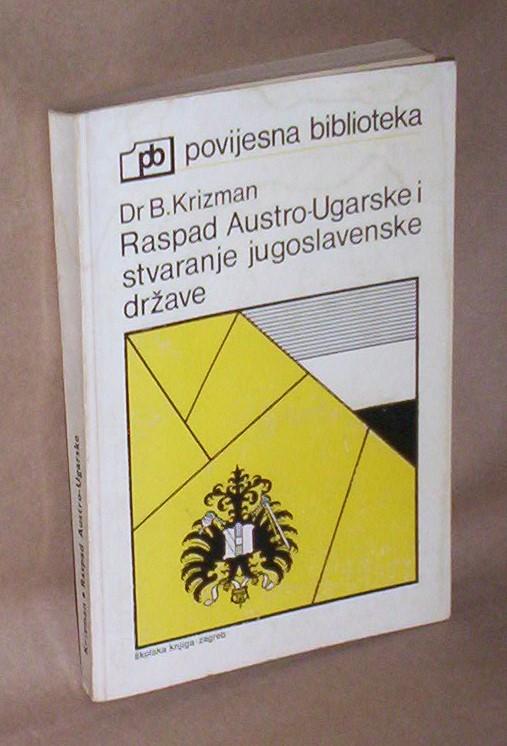 pb povijesna biblioteka
Dr B. Krizman
Raspad Austro-Ugarske i
stvaranje jugoslavenske
države
školska knjiga zagreb
Krizman • Raspad Austro-Ugarske